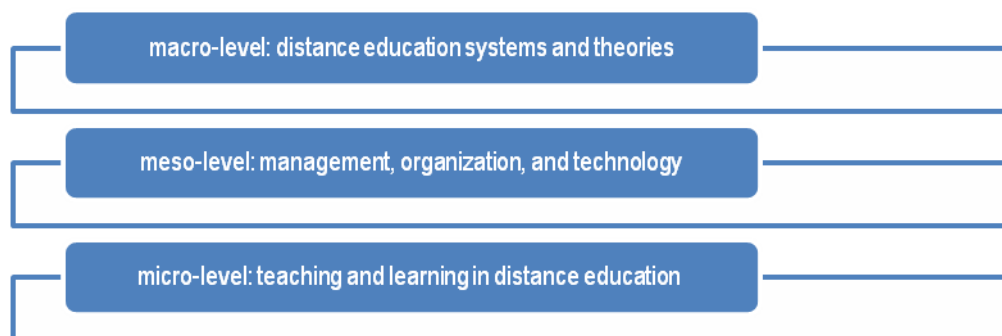 macro-level: distance education systems and theories
meso-level: management, organization, and technology
micro-level: teaching and learning in distance education